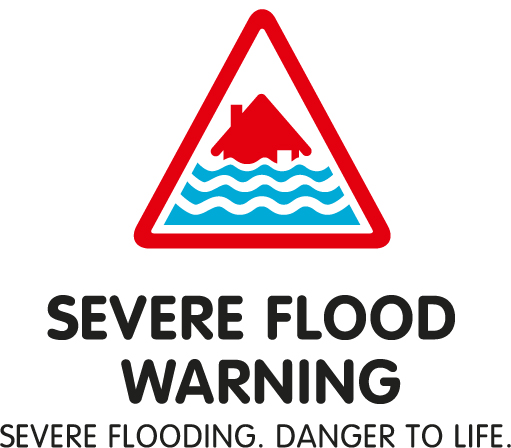 SEVERE FLOOD
WARNING
SEVERE FLOODING. DANGER TO LIFE.